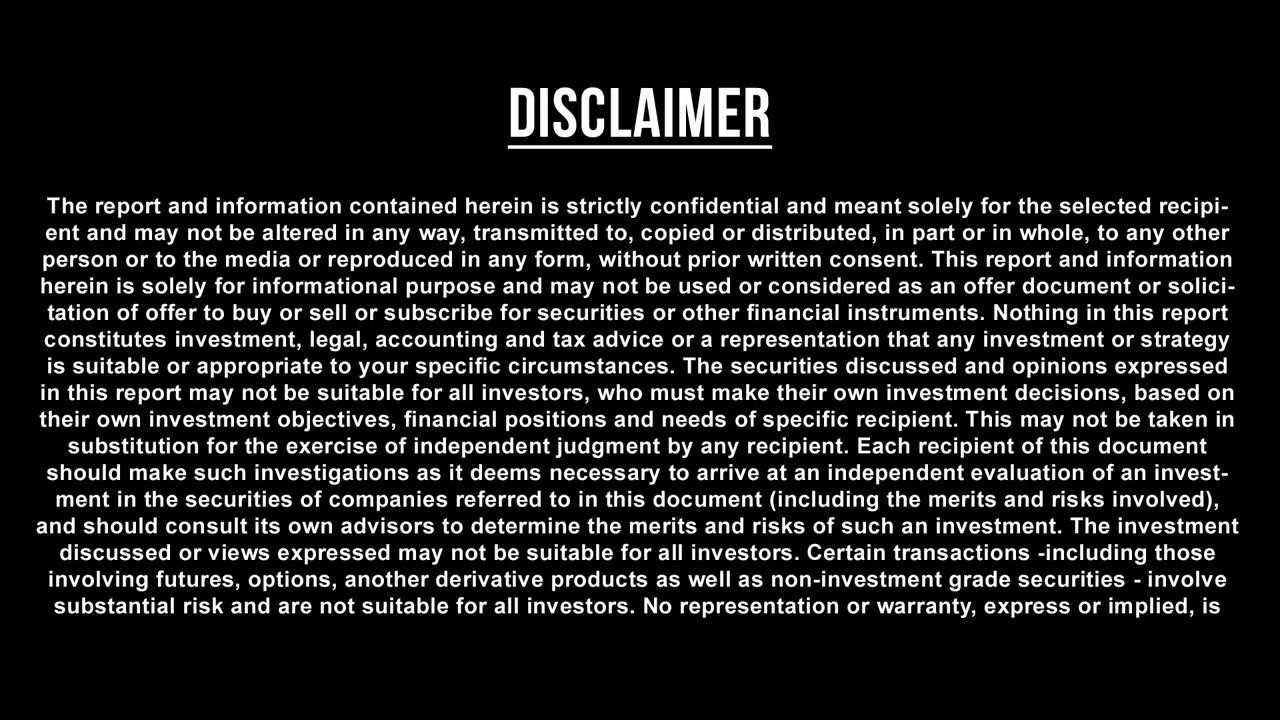 DISCLAIMER
The report and information contained herein is strictly confidential and meant solely for the selected recipi-
ent and may not be altered in any way, transmitted to, copied or distributed, in part or in whole, to any other
person or to the media or reproduced in any form, without prior written consent. This report and information
herein is solely for informational purpose and may not be used or considered as an offer document or solici-
tation of offer to buy or sell or subscribe for securities or other financial instruments. Nothing in this report
constitutes investment, legal, accounting and tax advice or a representation that any investment or strategy
is suitable or appropriate to your specific circumstances. The securities discussed and opinions expressed
in this report may not be suitable for all investors, who must make their own investment decisions, based on
their own investment objectives, financial positions and needs of specific recipient. This may not be taken in
substitution for the exercise of independent judgment by any recipient. Each recipient of this document
should make such investigations as it deems necessary to arrive at an independent evaluation of an invest-
ment in the securities of companies referred to in this document (including the merits and risks involved),
and should consult its own advisors to determine the merits and risks of such an investment. The investment
discussed or views expressed may not be suitable for all investors. Certain transactions -including those
involving futures, options, another derivative products as well as non-investment grade securities - involve
substantial risk and are not suitable for all investors. No representation or warranty, express or implied, is